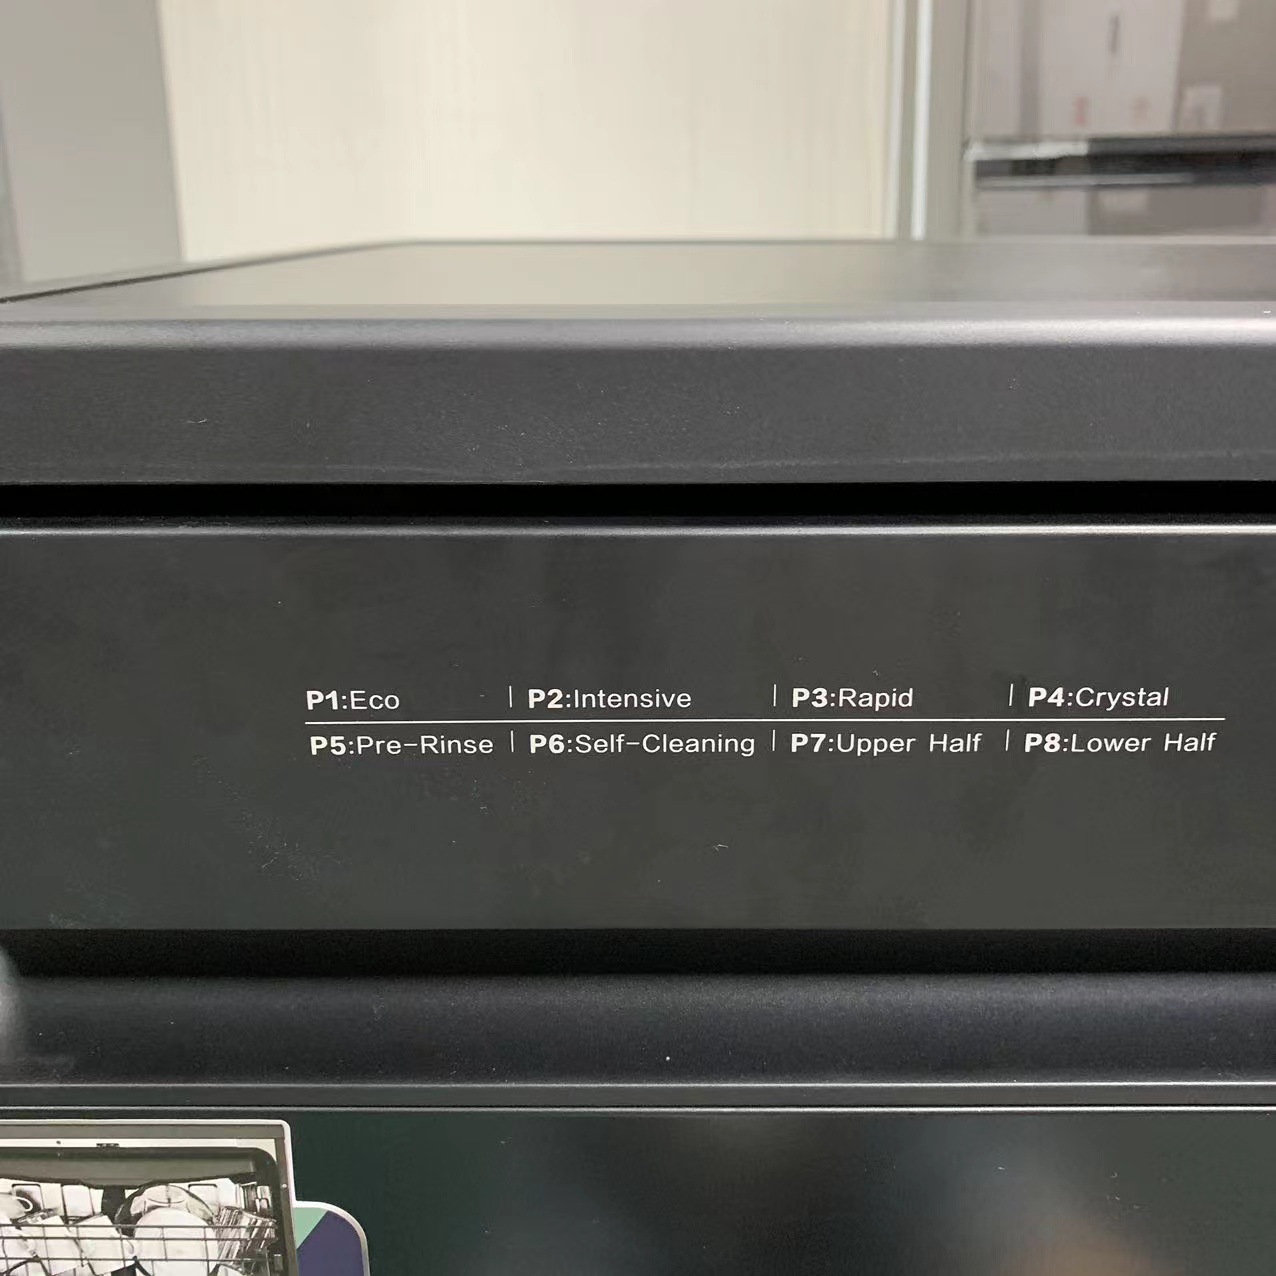 P1:Eco | P2:Intensive | P3:Rapid | P4:Crystal
P5:Pre-Rinse | P6:Self-Cleaning | P7:Upper Half | P8:Lower Half